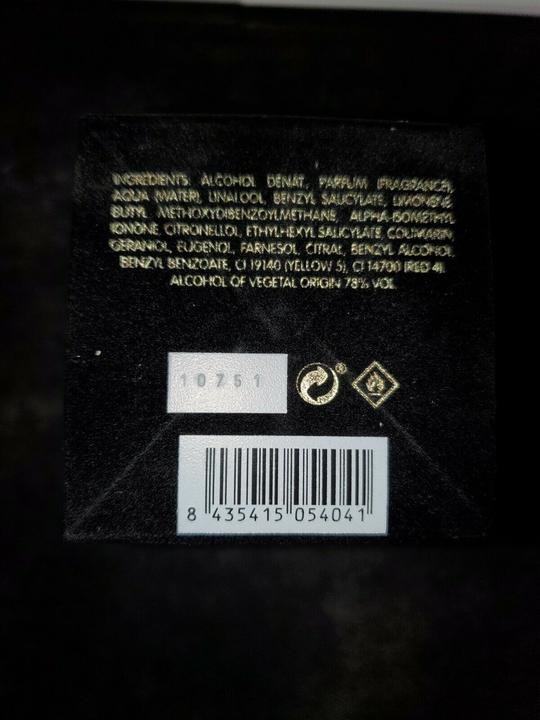 INGREDIENTS: ALCOHOL DENAT., PARFUM (FRAGRANCE),
AQUA (WATER), LINALOOL, BENZYL SALICYLATE, LIMONENE,
BUTYL METHOXYDIBENZOYLMETHANE, ALPHA-ISOMETHYL
IONONE, CITRONELLOL, ETHYLHEXYL SALICYLATE, COUMARIN,
GERANIOL, EUGENOL, FARNESOL, CITRAL, BENZYL ALCOHOL,
BENZYL BENZOATE, CI 19140 (YELLOW 5), CI 14700 (RED 4).
ALCOHOL OF VEGETAL ORIGIN 78% VOL.
10751
®
8 435415 054041